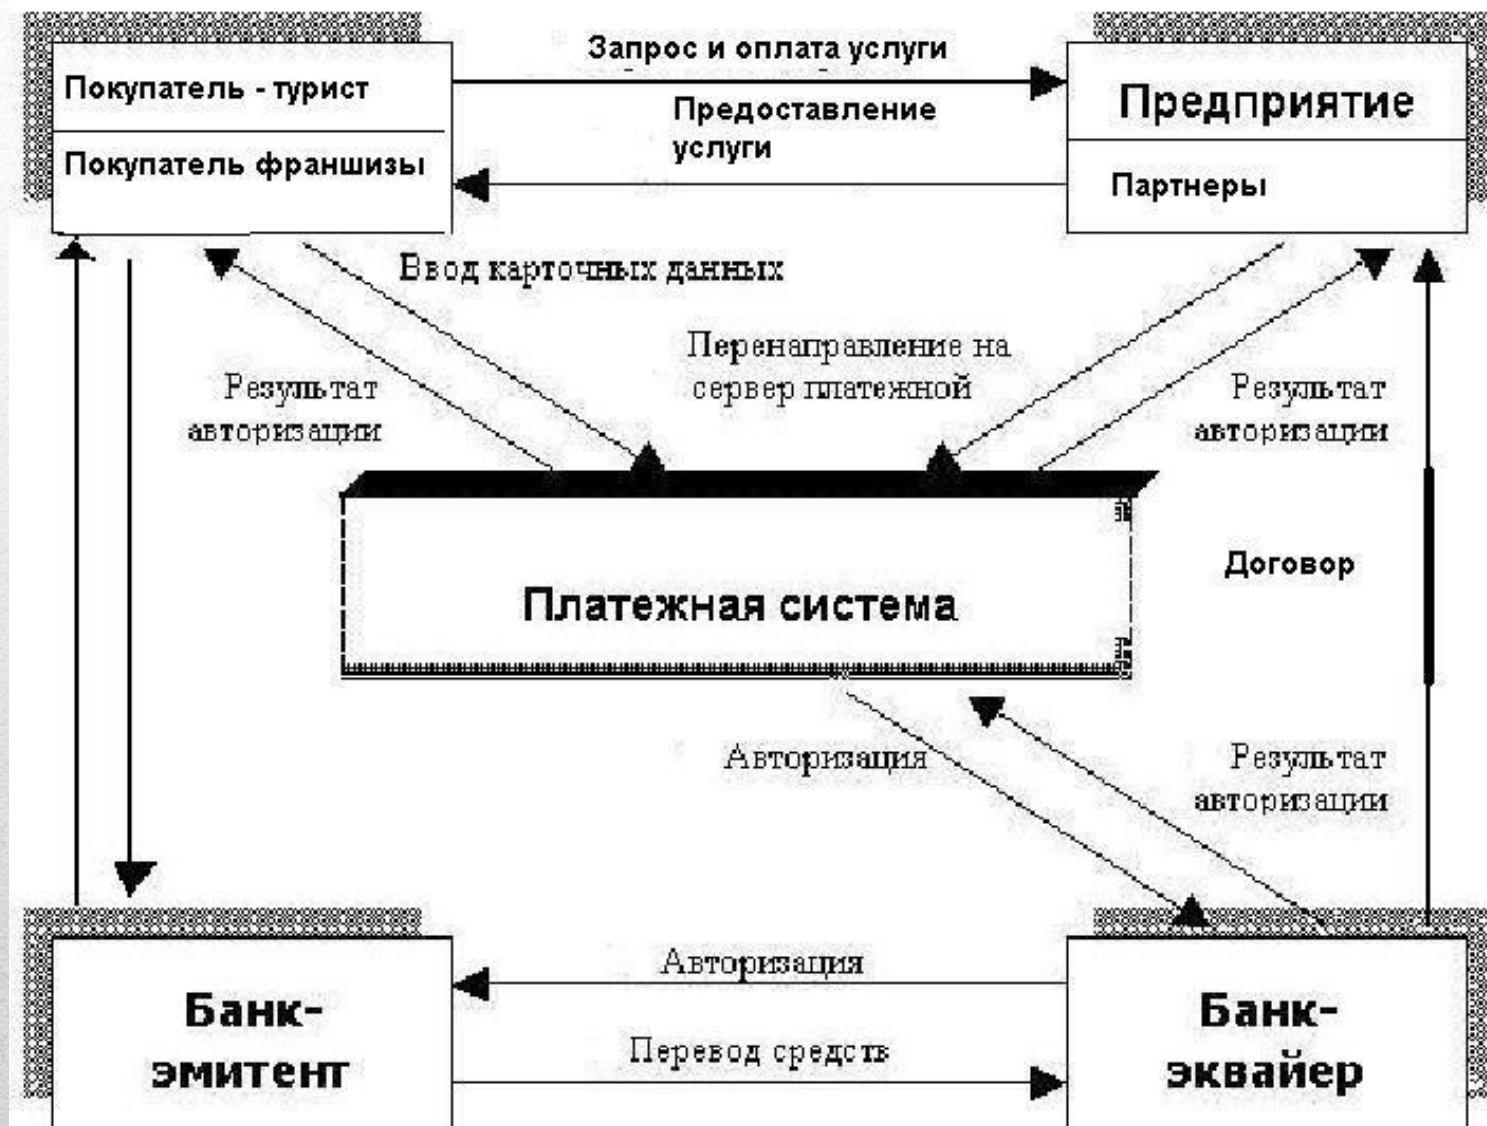 Запрос и оплата услуги
Покупатель - турист
Предоставление
услуги
Предприятие
Покупатель франшизы
Партнеры
Ввод карточных данных
Перенаправление на
сервер платежной
Результат
авторизации
Результат
авторизации
Договор
Платежная система
Авторизация
Результат
авторизации
Авторизация
Банк-
эмитент
Банк-
эквайер
Перевод средств